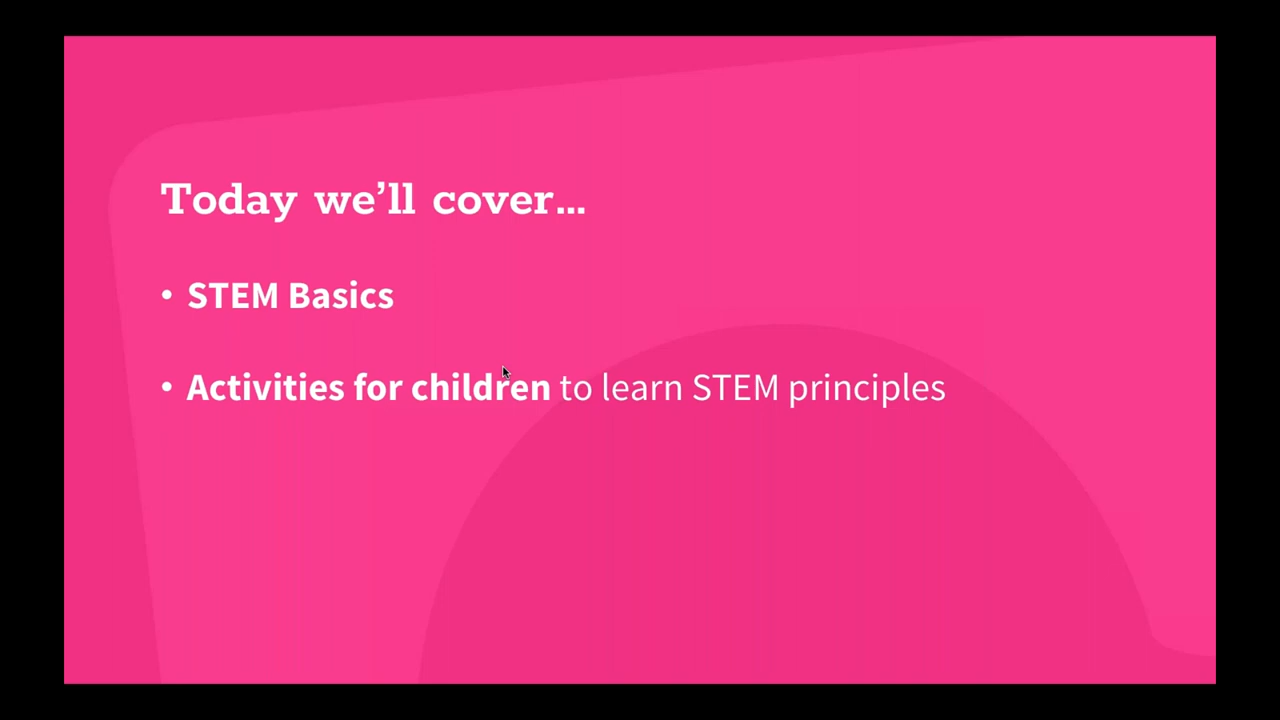 Today we’ll cover...
• STEM Basics
• Activities for children to learn STEM principles